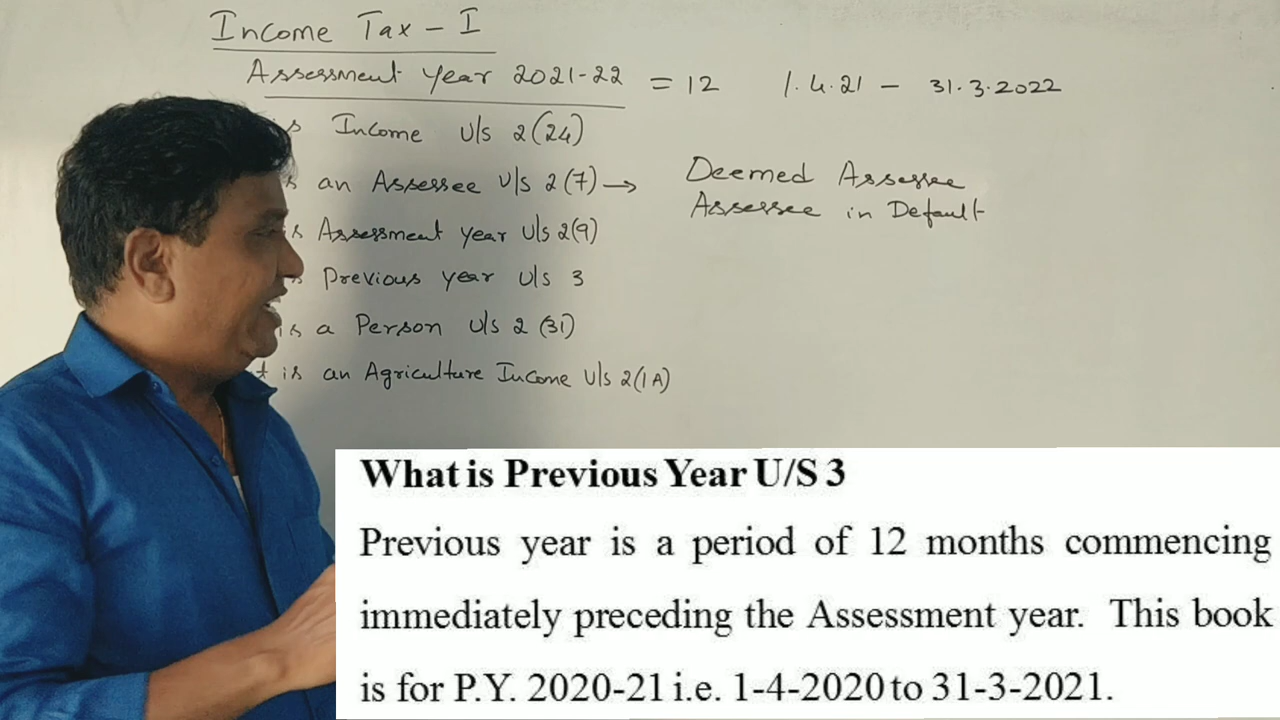 Income Tax - I
Assessment year 2021-22 = 12 1.4.21 - 31.3.2022
Income U/s 2(24)
an Assessee U/s 2(7) → Deemed Assessee
Assessee in Default
Assessment year U/s 2(9)
Previous year U/s 3
is a Person U/s 2 (31)
t is an Agriculture Income U/s 2(1A)
What is Previous Year U/S 3
Previous year is a period of 12 months commencing
immediately preceding the Assessment year. This book
is for P.Y. 2020-21 i.e. 1-4-2020 to 31-3-2021.